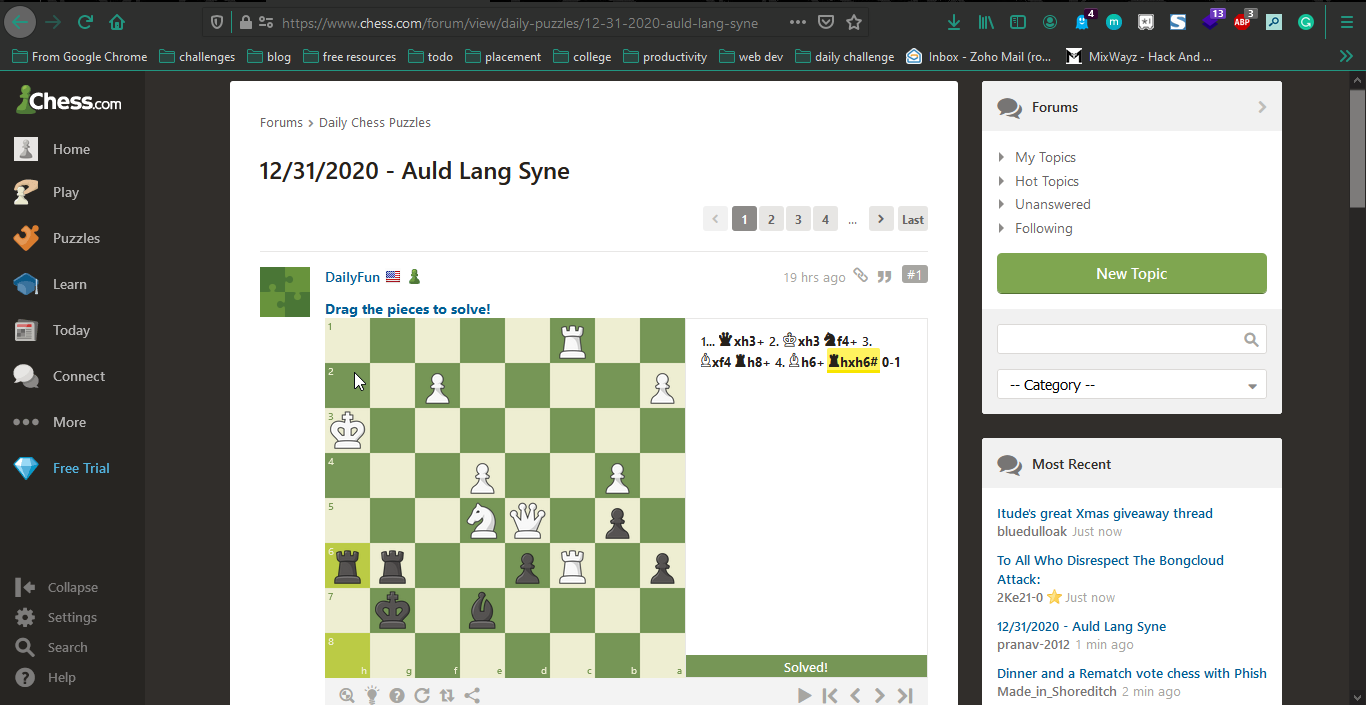 https://www.chess.com/forum/view/daily-puzzles/12-31-2020-auld-lang-syne
4
13
ABP
3
From Google Chrome
challenges
blog
free resources
todo
placement
college
productivity
web dev
daily challenge
Inbox - Zoho Mail (ro...
MixWayz - Hack And ...
Chess.com
Home
Play
Puzzles
Learn
Today
Connect
More
Free Trial
Collapse
Settings
Search
Help
Forums > Daily Chess Puzzles
12/31/2020 - Auld Lang Syne
1 2 3 4 ... Last
DailyFun
19 hrs ago
#1
Drag the pieces to solve!
1
2
3
4
5
6
7
8
h g f e d c b a
1... ♛xh3+ 2. ♔xh3 ♞f4+ 3.
♗xf4 ♜h8+ 4. ♗h6+ ♜hxh6# 0-1
Solved!
Forums
My Topics
Hot Topics
Unanswered
Following
New Topic
-- Category --
Most Recent
Itude's great Xmas giveaway thread
bluedulloak Just now
To All Who Disrespect The Bongcloud
Attack:
2Ke21-0 Just now
12/31/2020 - Auld Lang Syne
pranav-2012 1 min ago
Dinner and a Rematch vote chess with Phish
Made_in_Shoreditch 2 min ago